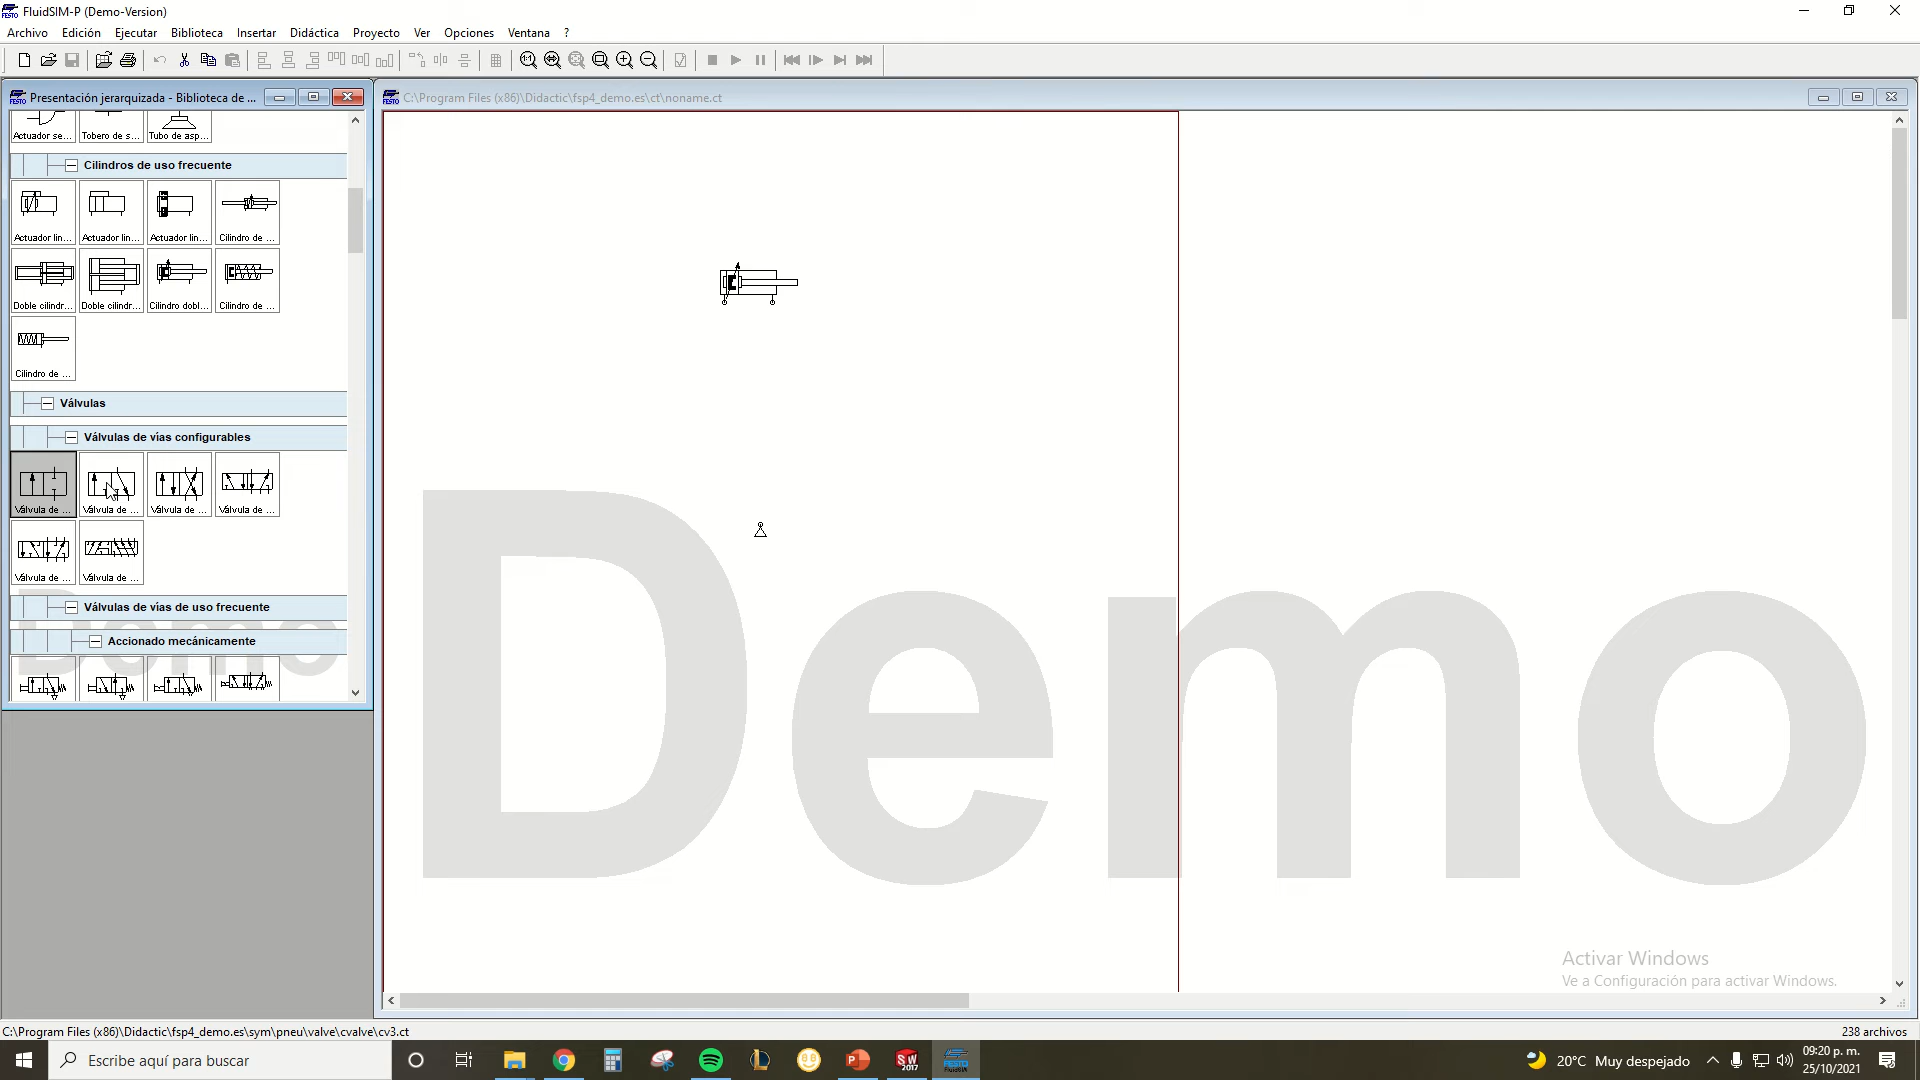 FluidSIM-P (Demo-Version)
Archivo Edición Ejecutar Biblioteca Insertar Didáctica Proyecto Ver Opciones Ventana ?
Presentación jerarquizada - Biblioteca de ...
C:\Program Files (x86)\Didactic\fsp4_demo.es\ct\noname.ct
Actuador se... Tobero de s... Tubo de asp...
Cilindros de uso frecuente
Actuador lin... Actuador lin... Actuador lin... Cilindro de ...
Doble cilindr... Doble cilindr... Cilindro dobl... Cilindro de ...
Cilindro de ...
Válvulas
Válvulas de vías configurables
Válvula de ... Válvula de ... Válvula de ... Válvula de ...
Válvula de ... Válvula de ...
Válvulas de vías de uso frecuente
Accionado mecánicamente
Demo
Demo
Activar Windows
Ve a Configuración para activar Windows.
C:\Program Files (x86)\Didactic\fsp4_demo.es\sym\pneu\valve\cvalve\cv3.ct
238 archivos
Escribe aquí para buscar
SW
2017
FESTO
FluidSIM
20°C Muy despejado
09:20 p. m.
25/10/2021